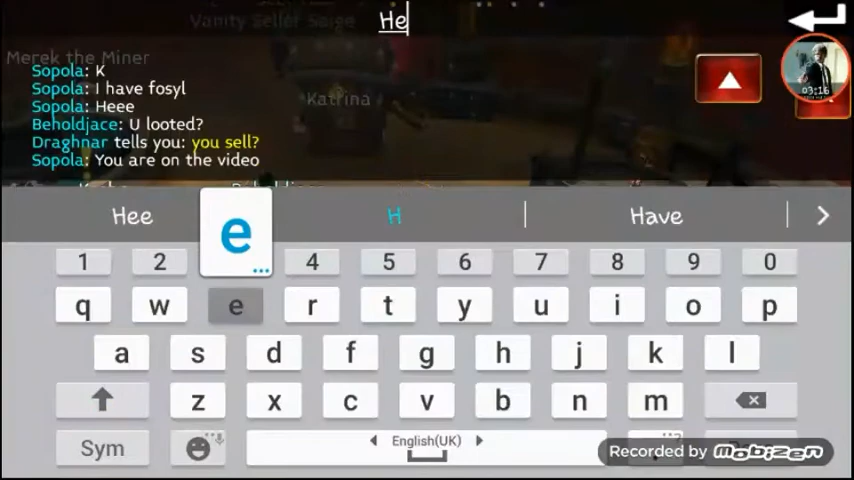 He
Vanity Seller Saige
Merek the Miner
Sopola: K
Sopola: I have fosyl
Katrina
Sopola: Heee
Beholdjace: U looted?
Draghnar tells you: you sell?
Sopola: You are on the video
03:16
Hee
H
Have
e
1 2 4 5 6 7 8 9 0
q w e r t y u i o p
a s d f g h j k l
z x c v b n m
Sym
English(UK)
Recorded by mobizen